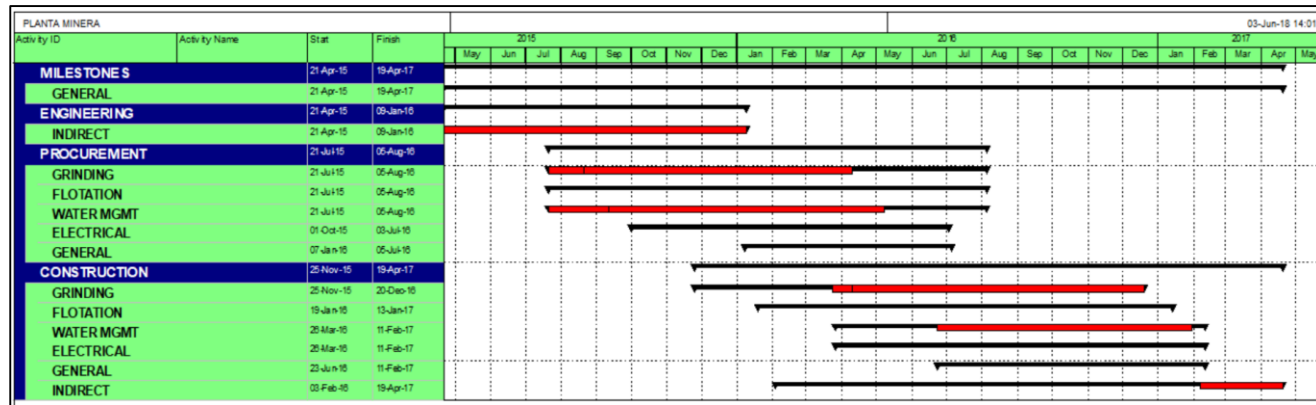 PLANTA MINERA 03-Jun-18 14:01
Activity ID Activity Name Start Finish 2015 2016 2017
May Jun Jul Aug Sep Oct Nov Dec Jan Feb Mar Apr May Jun Jul Aug Sep Oct Nov Dec Jan Feb Mar Apr May
MILESTONES 21-Apr-15 19-Apr-17
GENERAL 21-Apr-15 19-Apr-17
ENGINEERING 21-Apr-15 09-Jan-16
INDIRECT 21-Apr-15 09-Jan-16
PROCUREMENT 21-Jul-15 05-Aug-16
GRINDING 21-Jul-15 05-Aug-16
FLOTATION 21-Jul-15 05-Aug-16
WATER MGMT 21-Jul-15 05-Aug-16
ELECTRICAL 01-Oct-15 03-Jul-16
GENERAL 07-Jan-16 05-Jul-16
CONSTRUCTION 25-Nov-15 19-Apr-17
GRINDING 25-Nov-15 20-Dec-16
FLOTATION 19-Jan-16 13-Jan-17
WATER MGMT 26-Mar-16 11-Feb-17
ELECTRICAL 26-Mar-16 11-Feb-17
GENERAL 23-Jun-16 11-Feb-17
INDIRECT 03-Feb-16 19-Apr-17